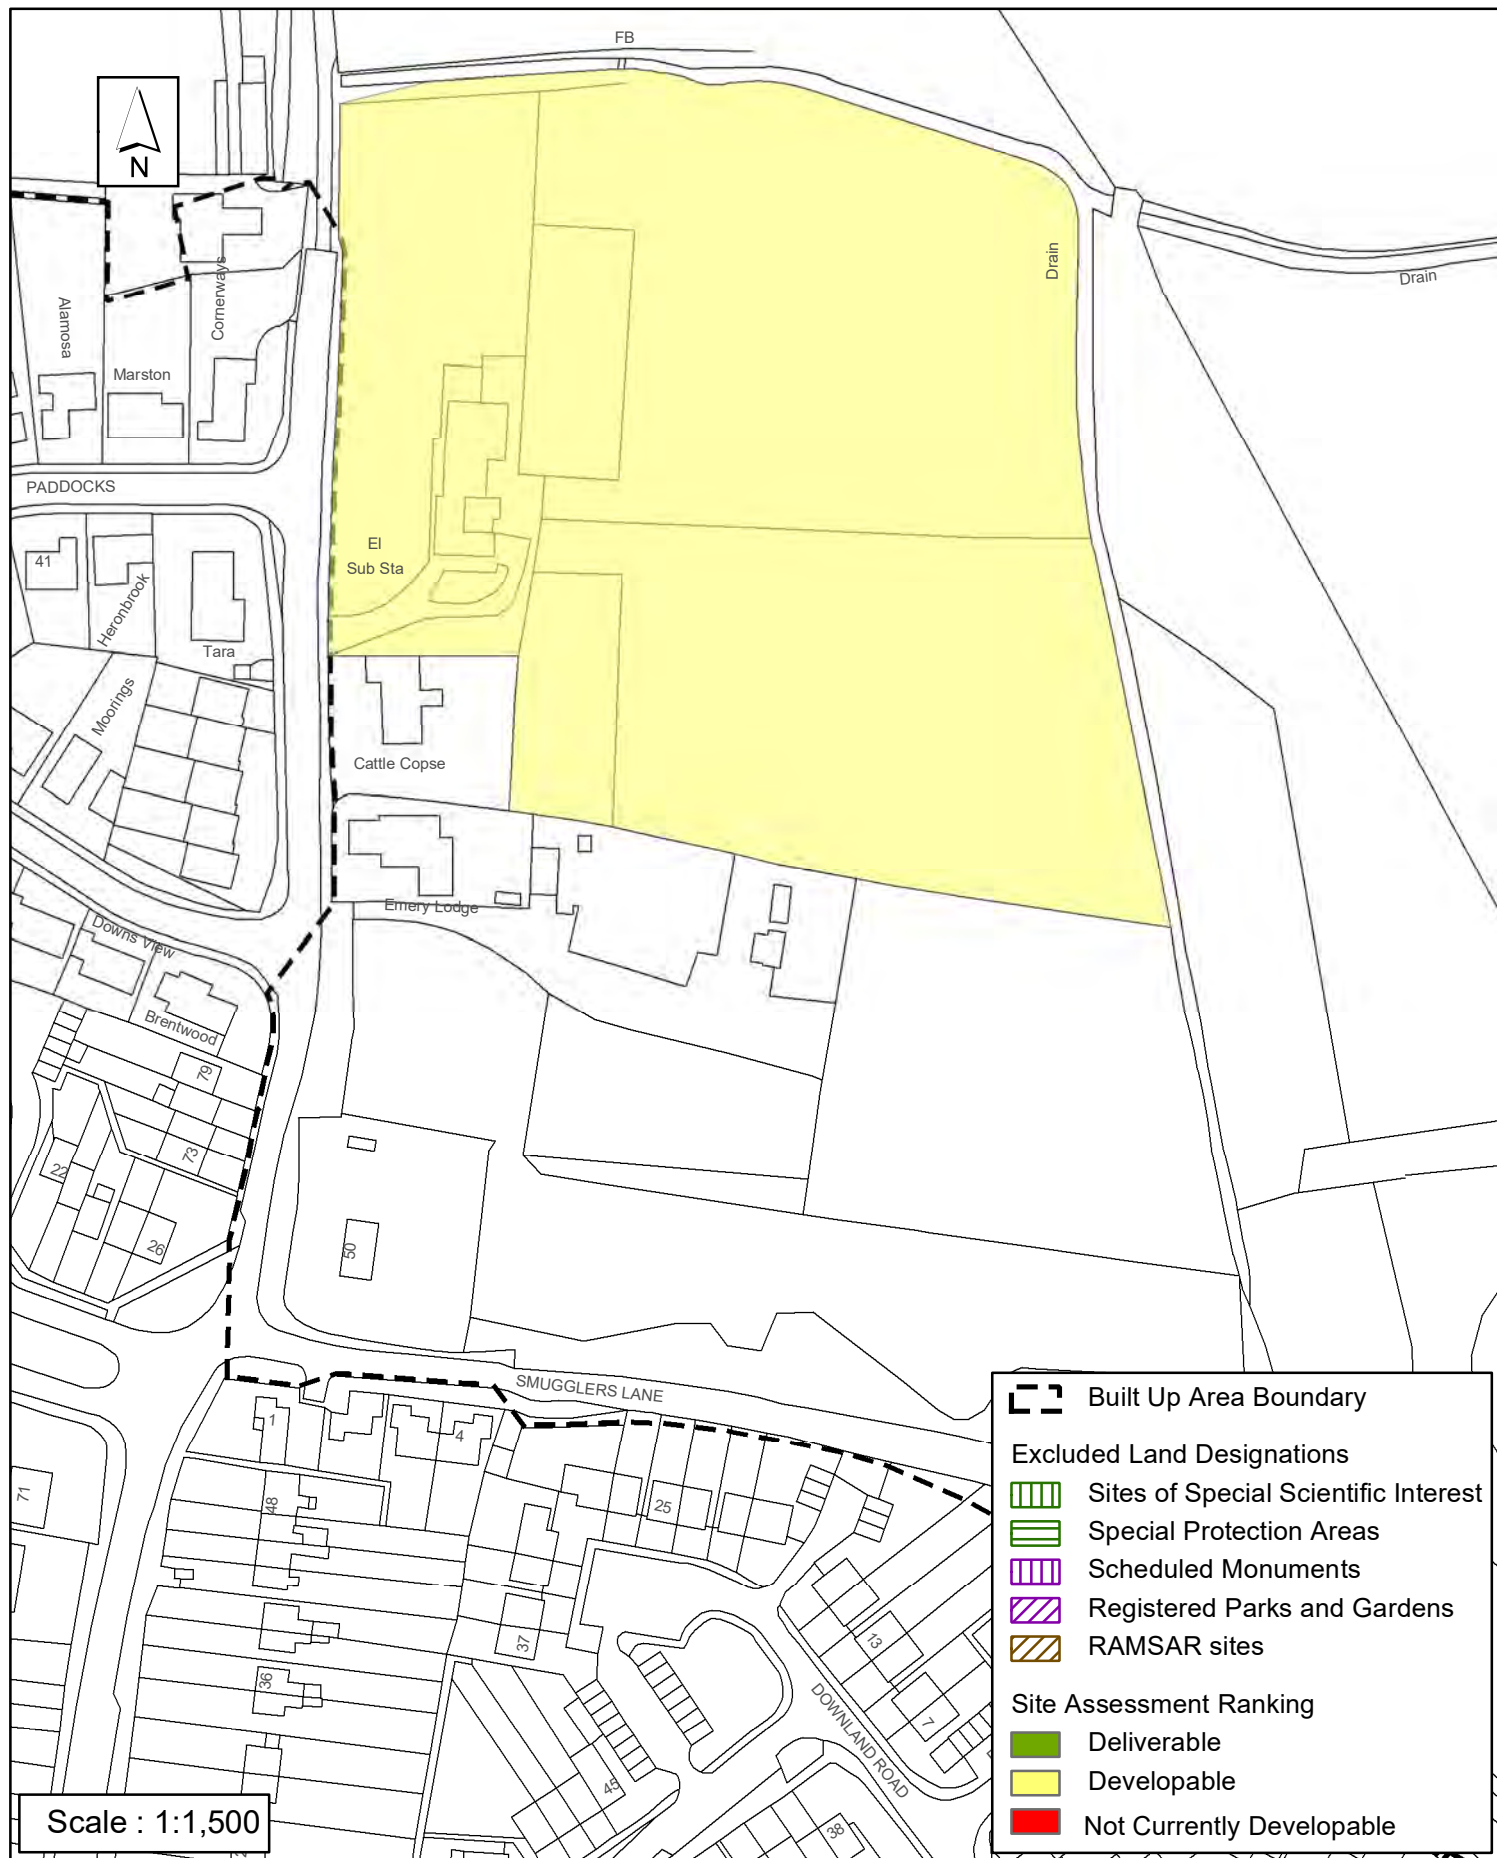 FB
N
Drain
Drain
Alamosa
Cornerways
Marston
PADDOCKS
El
Sub Sta
41
Heronbrook
Tara
Moorings
Cattle Copse
Emery Lodge
Downs View
Brentwood
79
73
22
26
50
SMUGGLERS LANE
1
4
71
48
25
37
36
13
7
DOWNLAND ROAD
45
38
Built Up Area Boundary
Excluded Land Designations
Sites of Special Scientific Interest
Special Protection Areas
Scheduled Monuments
Registered Parks and Gardens
RAMSAR sites
Site Assessment Ranking
Deliverable
Developable
Not Currently Developable
Scale : 1:1,500